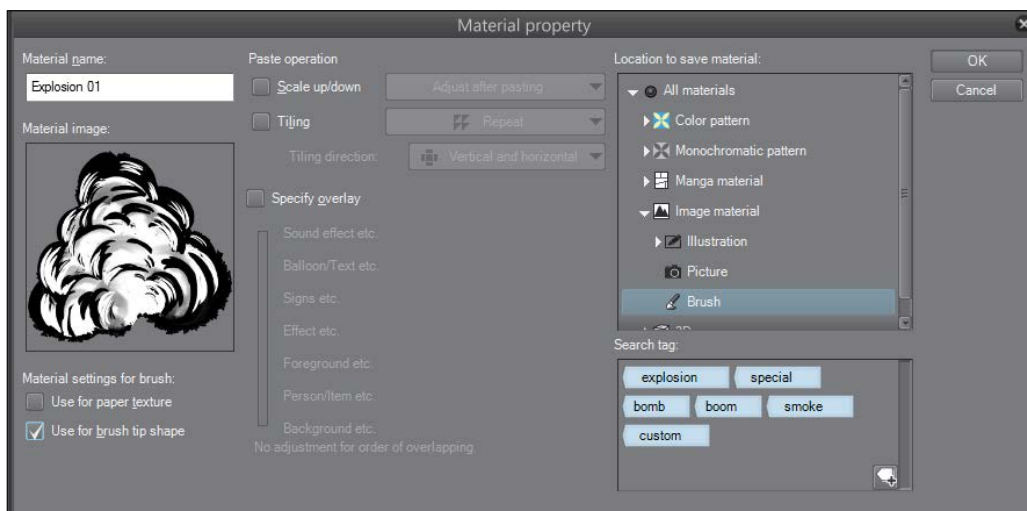 Material property
Material name:
Explosion 01
Material image:
Material settings for brush:
Use for paper texture
Use for brush tip shape
Paste operation
Scale up/down
Adjust after pasting
Tiling
Repeat
Tiling direction:
Vertical and horizontal
Specify overlay
Sound effect etc.
Balloon/Text etc.
Signs etc.
Effect etc.
Foreground etc.
Person/Item etc.
Background etc.
No adjustment for order of overlapping.
Location to save material:
All materials
Color pattern
Monochromatic pattern
Manga material
Image material
Illustration
Picture
Brush
3D
Search tag:
explosion special
bomb boom smoke
custom
OK
Cancel